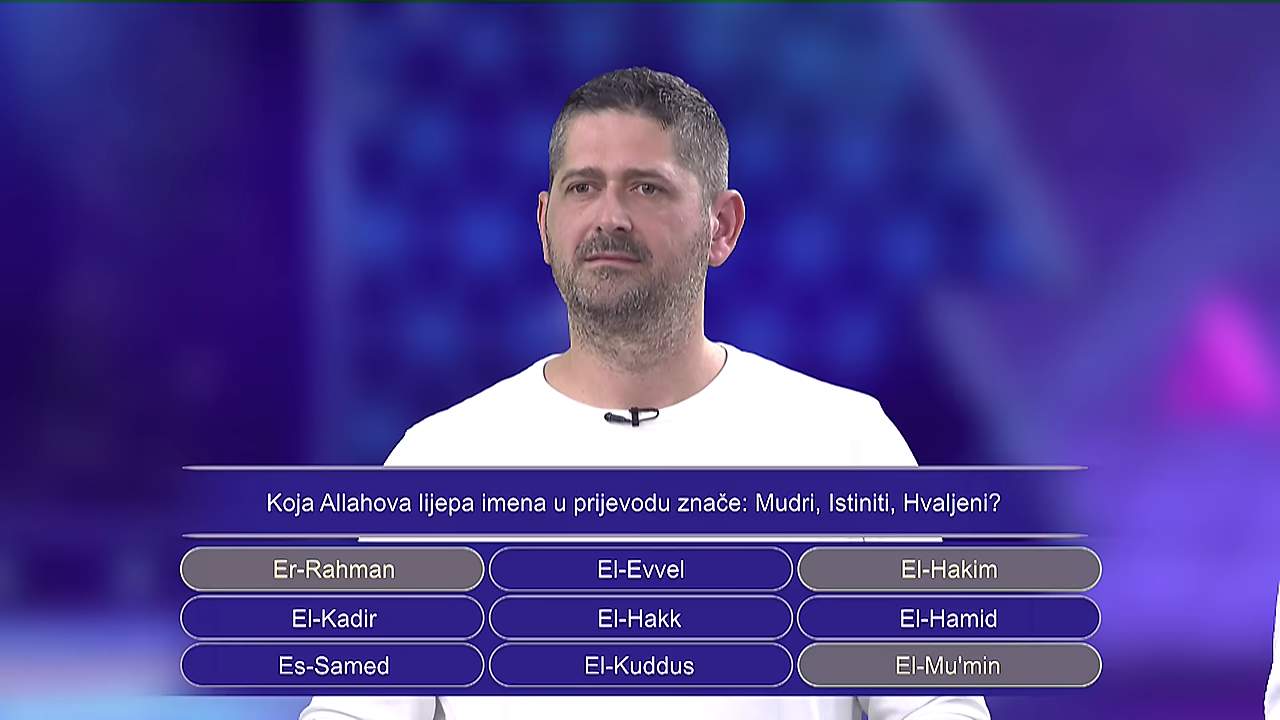 Koja Allahova lijepa imena u prijevodu znače: Mudri, Istiniti, Hvaljeni?
Er-Rahman
El-Evvel
El-Hakim
El-Kadir
El-Hakk
El-Hamid
Es-Samed
El-Kuddus
El-Mu'min